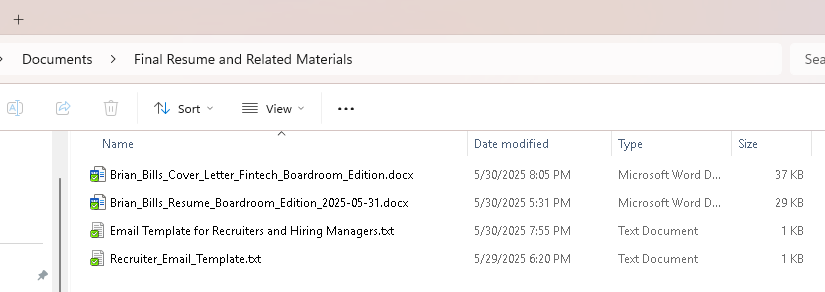 +
Documents > Final Resume and Related Materials
Sort View ...
Name Date modified Type Size
Brian_Bills_Cover_Letter_Fintech_Boardroom_Edition.docx 5/30/2025 8:05 PM Microsoft Word D... 37 KB
Brian_Bills_Resume_Boardroom_Edition_2025-05-31.docx 5/30/2025 5:31 PM Microsoft Word D... 29 KB
Email Template for Recruiters and Hiring Managers.txt 5/30/2025 7:55 PM Text Document 1 KB
Recruiter_Email_Template.txt 5/29/2025 6:20 PM Text Document 1 KB